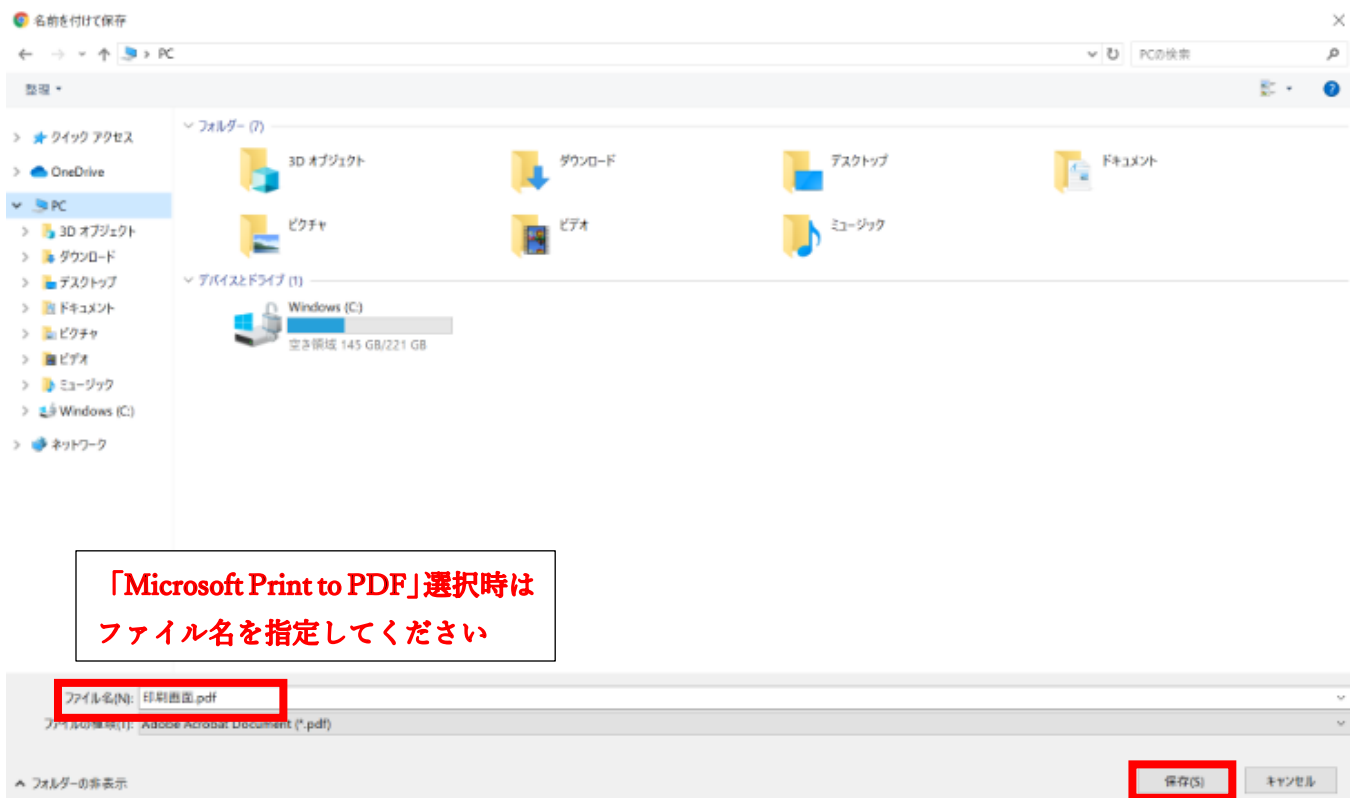 名前を付けて保存
PC
PCの検索
整理
フォルダー (7)
クイック アクセス
3D オブジェクト
ダウンロード
デスクトップ
ドキュメント
OneDrive
PC
ピクチャ
ビデオ
ミュージック
3D オブジェクト
ダウンロード
デスクトップ
デバイスとドライブ (1)
ドキュメント
Windows (C:)
ピクチャ
空き領域 145 GB/221 GB
ビデオ
ミュージック
Windows (C:)
ネットワーク
「Microsoft Print to PDF」選択時は
ファイル名を指定してください
ファイル名(N): 印刷画面.pdf
ファイルの種類(T): Adobe Acrobat Document (*.pdf)
フォルダーの非表示
保存(S)
キャンセル